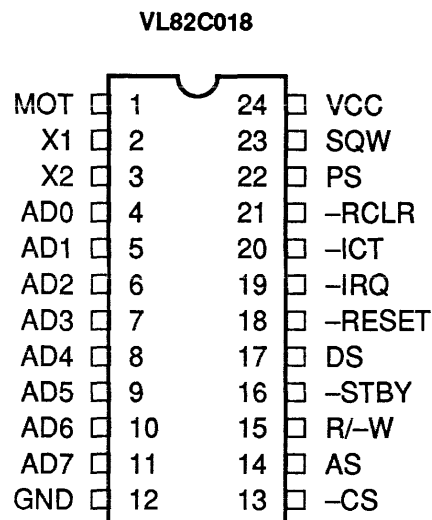 VL82C018
MOT 1 24 VCC
X1 2 23 SQW
X2 3 22 PS
AD0 4 21 –RCLR
AD1 5 20 –ICT
AD2 6 19 –IRQ
AD3 7 18 –RESET
AD4 8 17 DS
AD5 9 16 –STBY
AD6 10 15 R/–W
AD7 11 14 AS
GND 12 13 –CS